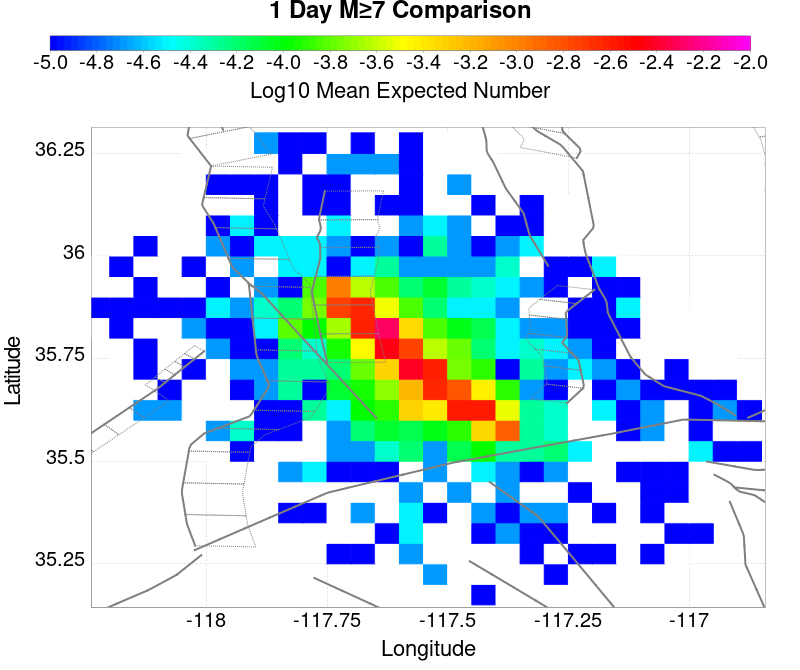 1 Day M≥7 Comparison
-5.0 -4.8 -4.6 -4.4 -4.2 -4.0 -3.8 -3.6 -3.4 -3.2 -3.0 -2.8 -2.6 -2.4 -2.2 -2.0
Log10 Mean Expected Number
36.25
36
35.75
35.5
35.25
Latitude
-118 -117.75 -117.5 -117.25 -117
Longitude